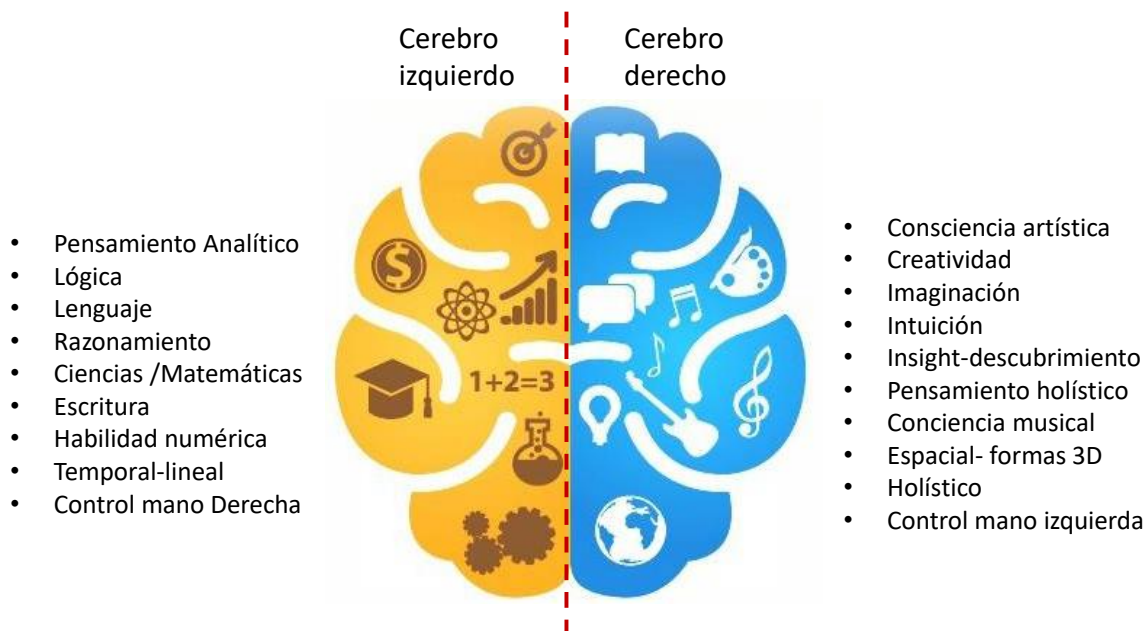 Cerebro
izquierdo
Cerebro
derecho
• Pensamiento Analítico
• Lógica
• Lenguaje
• Razonamiento
• Ciencias /Matemáticas
• Escritura
• Habilidad numérica
• Temporal-lineal
• Control mano Derecha
$
1+2=3
• Consciencia artística
• Creatividad
• Imaginación
• Intuición
• Insight-descubrimiento
• Pensamiento holístico
• Conciencia musical
• Espacial- formas 3D
• Holístico
• Control mano izquierda